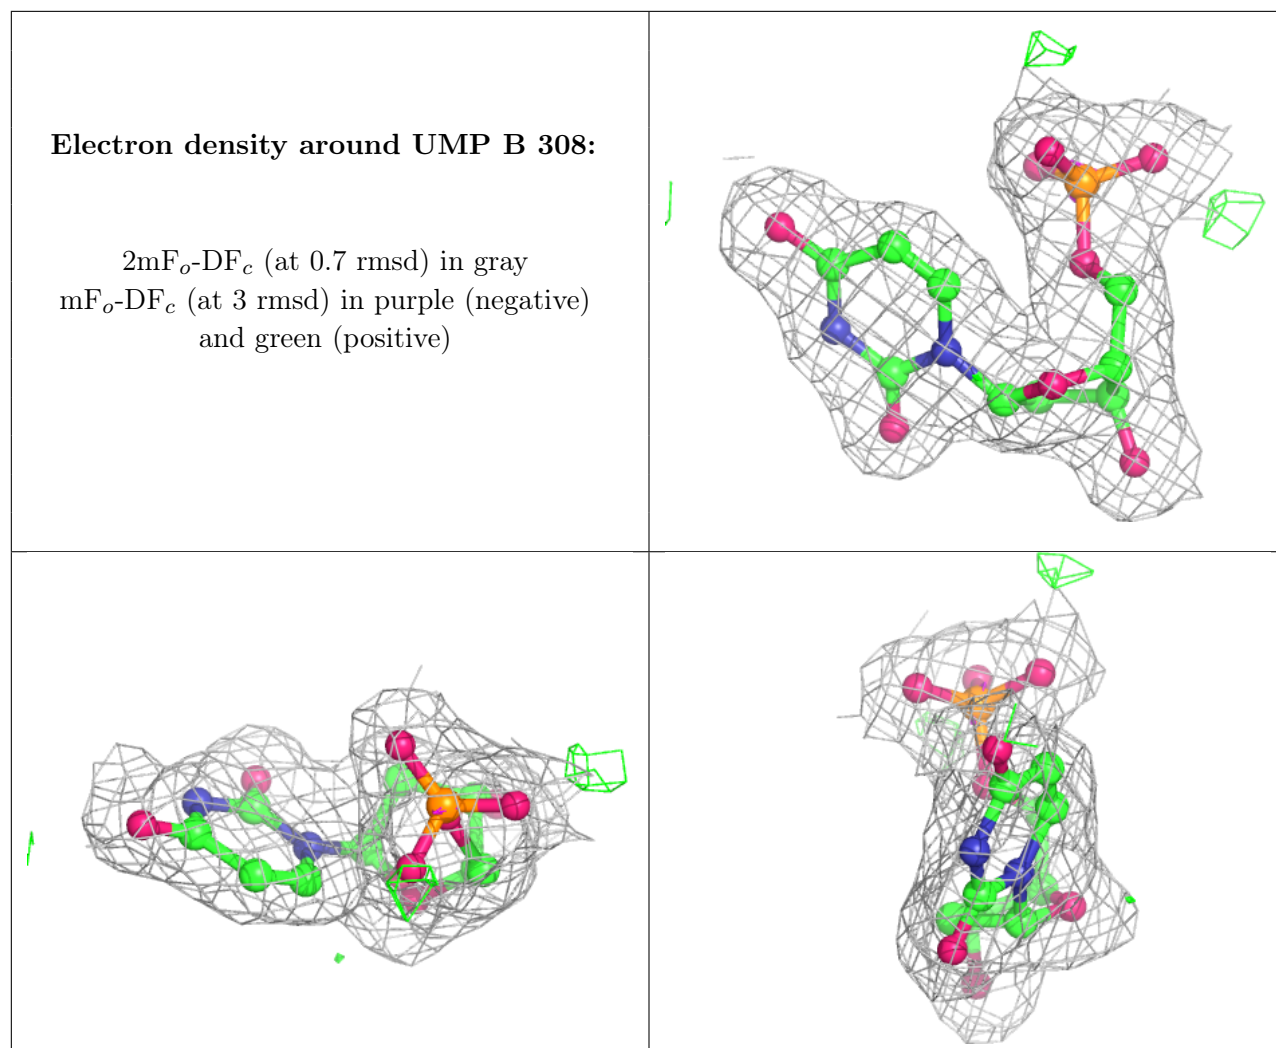 Electron density around UMP B 308:
2mFo-DFc (at 0.7 rmsd) in gray
mFo-DFc (at 3 rmsd) in purple (negative)
and green (positive)